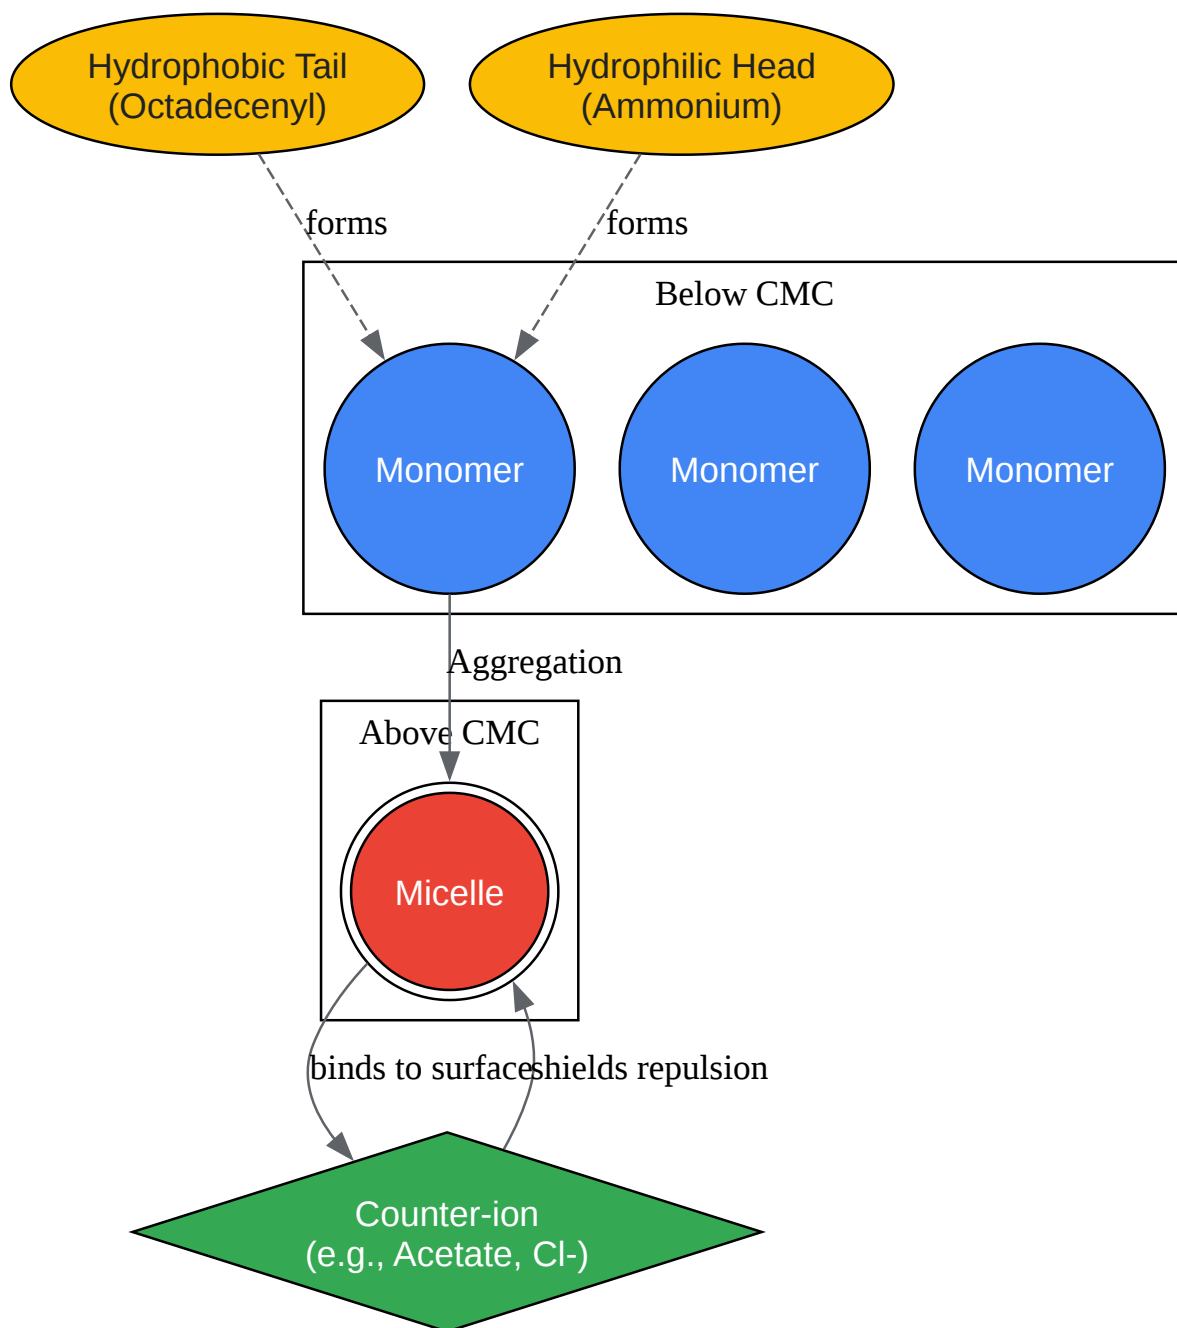 Hydrophobic Tail
(Octadecenyl)
Hydrophilic Head
(Ammonium)
forms
forms
Below CMC
Monomer
Monomer
Monomer
Aggregation
Above CMC
Micelle
binds to surface
shields repulsion
Counter-ion
(e.g., Acetate, Cl-)